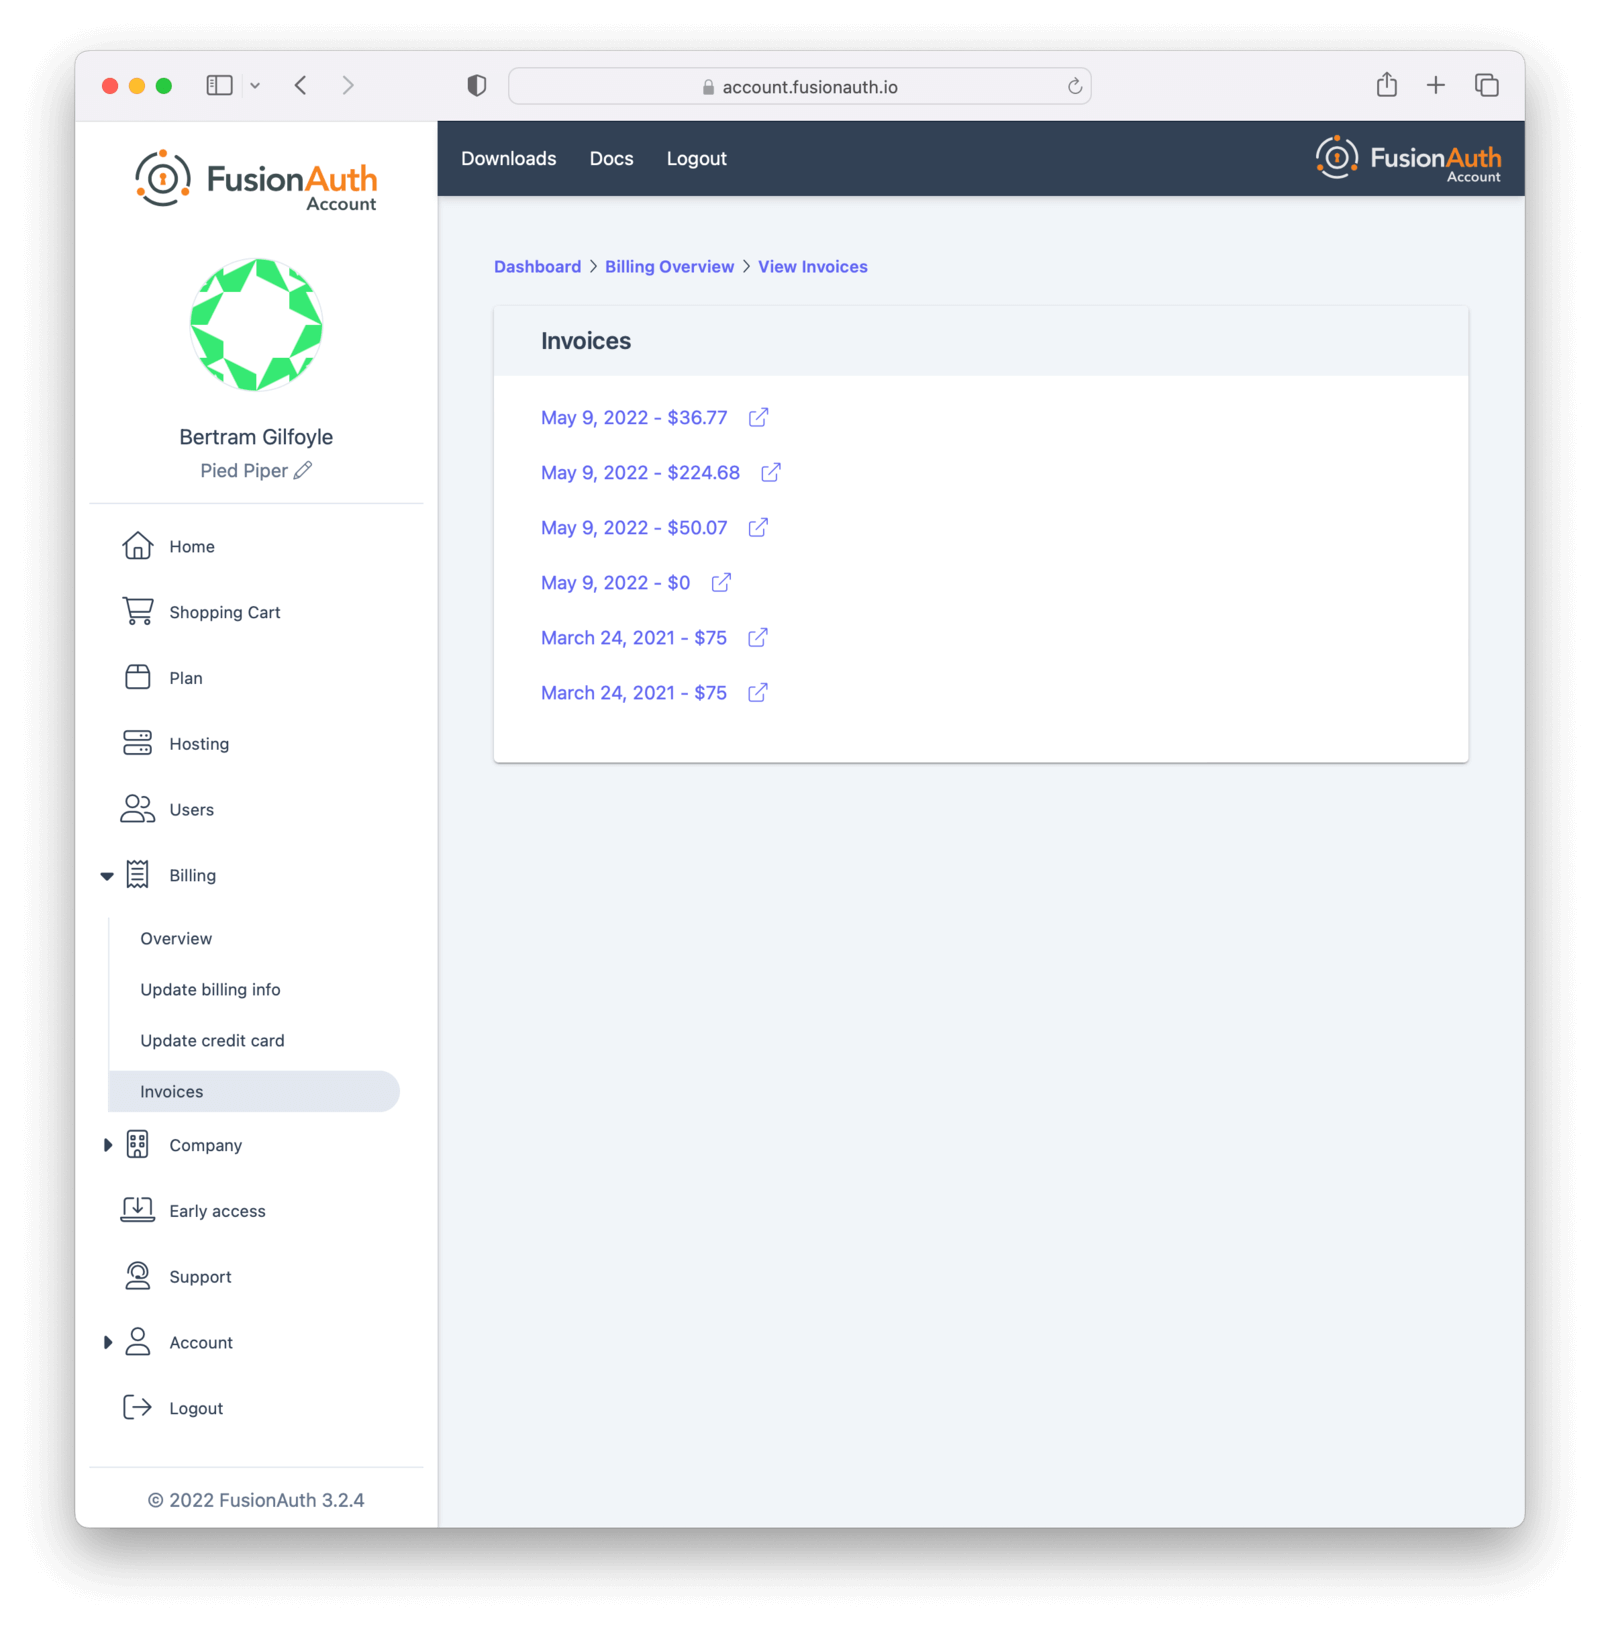 account.fusionauth.io
FusionAuth
Account
Downloads Docs Logout
FusionAuth
Account
Bertram Gilfoyle
Pied Piper
Home
Shopping Cart
Plan
Hosting
Users
Billing
Overview
Update billing info
Update credit card
Invoices
Company
Early access
Support
Account
Logout
© 2022 FusionAuth 3.2.4
Dashboard > Billing Overview > View Invoices
Invoices
May 9, 2022 - $36.77
May 9, 2022 - $224.68
May 9, 2022 - $50.07
May 9, 2022 - $0
March 24, 2021 - $75
March 24, 2021 - $75